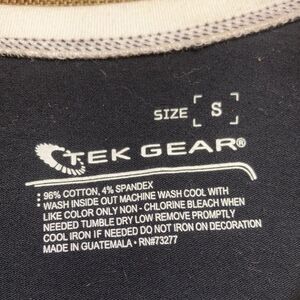 SIZE S
TEK GEAR®
96% COTTON, 4% SPANDEX
WASH INSIDE OUT MACHINE WASH COOL WITH
LIKE COLOR ONLY NON - CHLORINE BLEACH WHEN
NEEDED TUMBLE DRY LOW REMOVE PROMPTLY
COOL IRON IF NEEDED DO NOT IRON ON DECORATION
MADE IN GUATEMALA • RN#73277